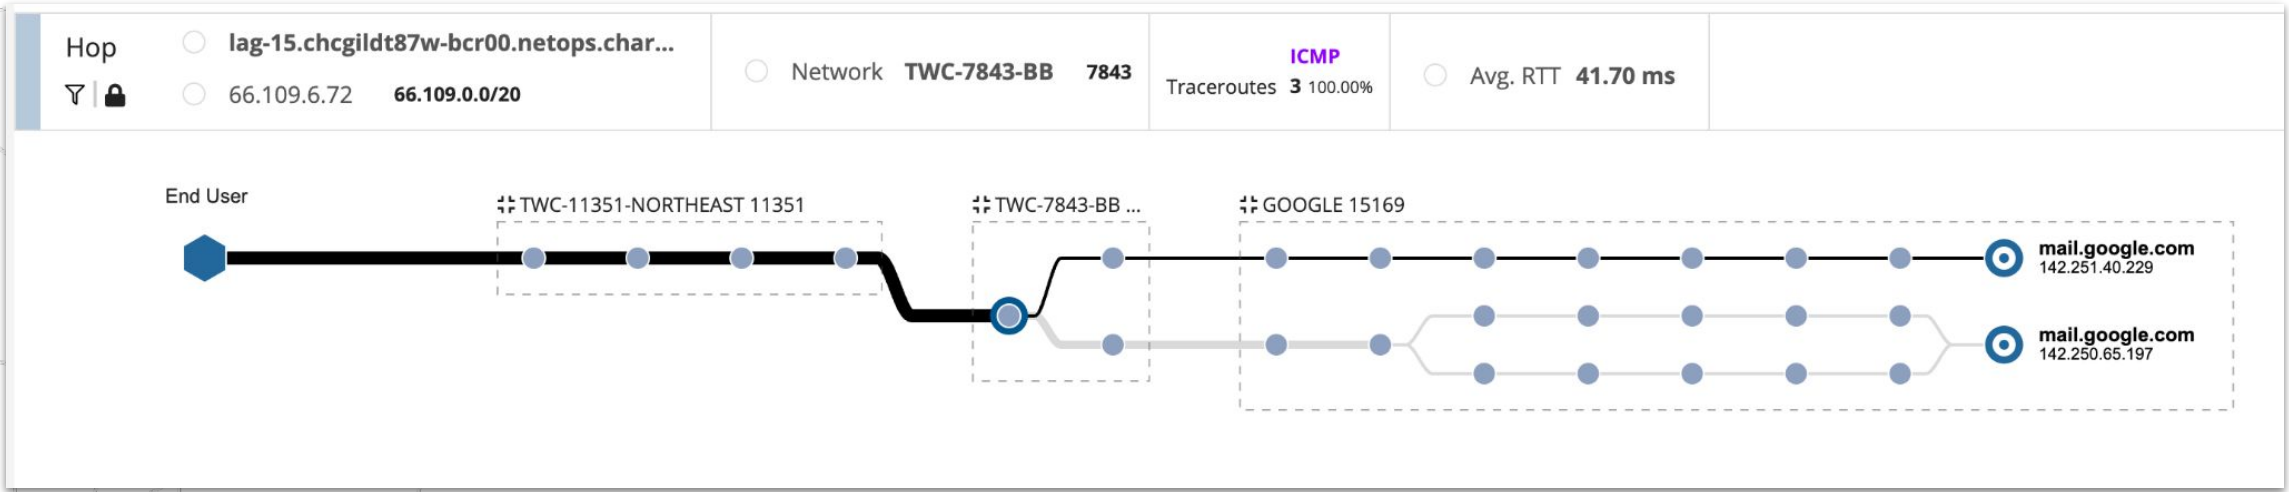 Hop
lag-15.chcgildt87w-bcr00.netops.char...
66.109.6.72 66.109.0.0/20
Network TWC-7843-BB 7843
ICMP
Traceroutes 3 100.00%
Avg. RTT 41.70 ms
End User
TWC-11351-NORTHEAST 11351
TWC-7843-BB ...
GOOGLE 15169
mail.google.com
142.251.40.229
mail.google.com
142.250.65.197